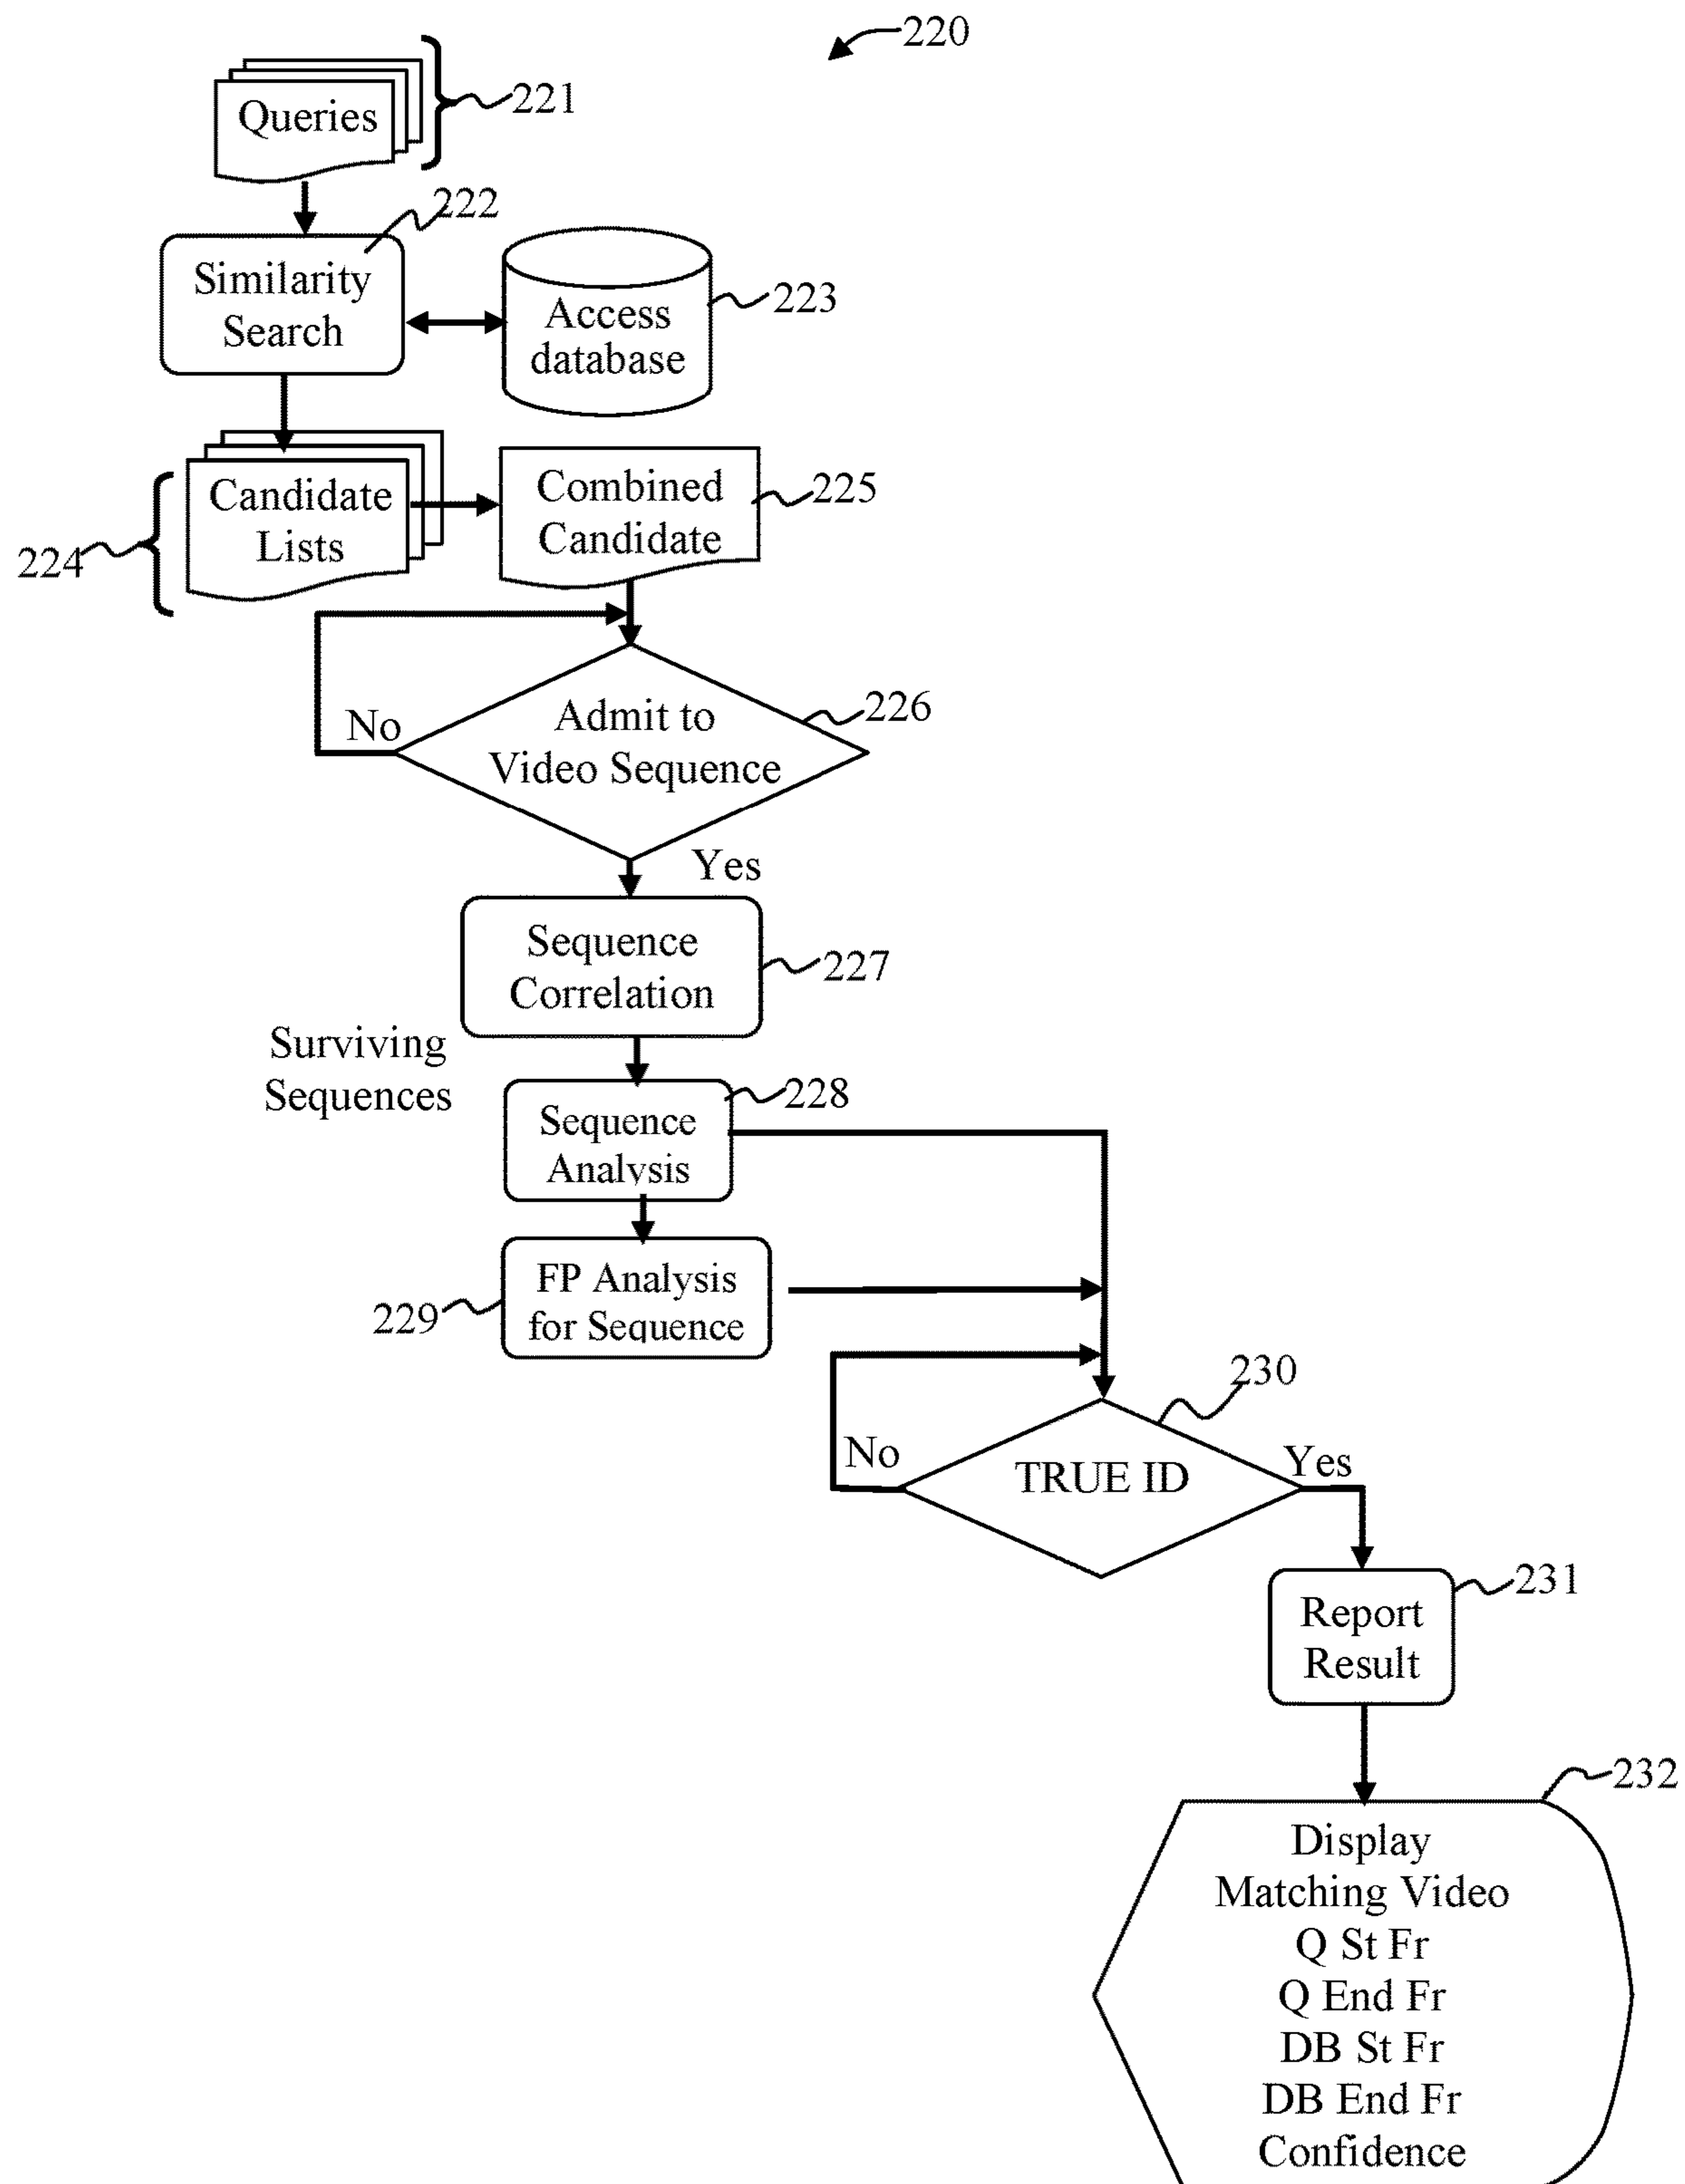 220
Queries
221
222
Similarity
Search
Access
database
223
Candidate
Lists
224
Combined
Candidate
225
No
Admit to
Video Sequence
226
Yes
Sequence
Correlation
227
Surviving
Sequences
Sequence
Analysis
228
FP Analysis
for Sequence
229
230
No
TRUE ID
Yes
231
Report
Result
232
Display
Matching Video
Q St Fr
Q End Fr
DB St Fr
DB End Fr
Confidence